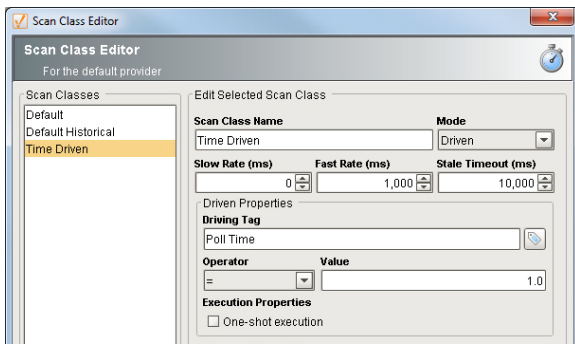 Scan Class Editor
Scan Class Editor
For the default provider
Scan Classes
Default
Default Historical
Time Driven
Edit Selected Scan Class
Scan Class Name Mode
Time Driven Driven
Slow Rate (ms) Fast Rate (ms) Stale Timeout (ms)
0 1,000 10,000
Driven Properties
Driving Tag
Poll Time
Operator Value
= 1.0
Execution Properties
One-shot execution